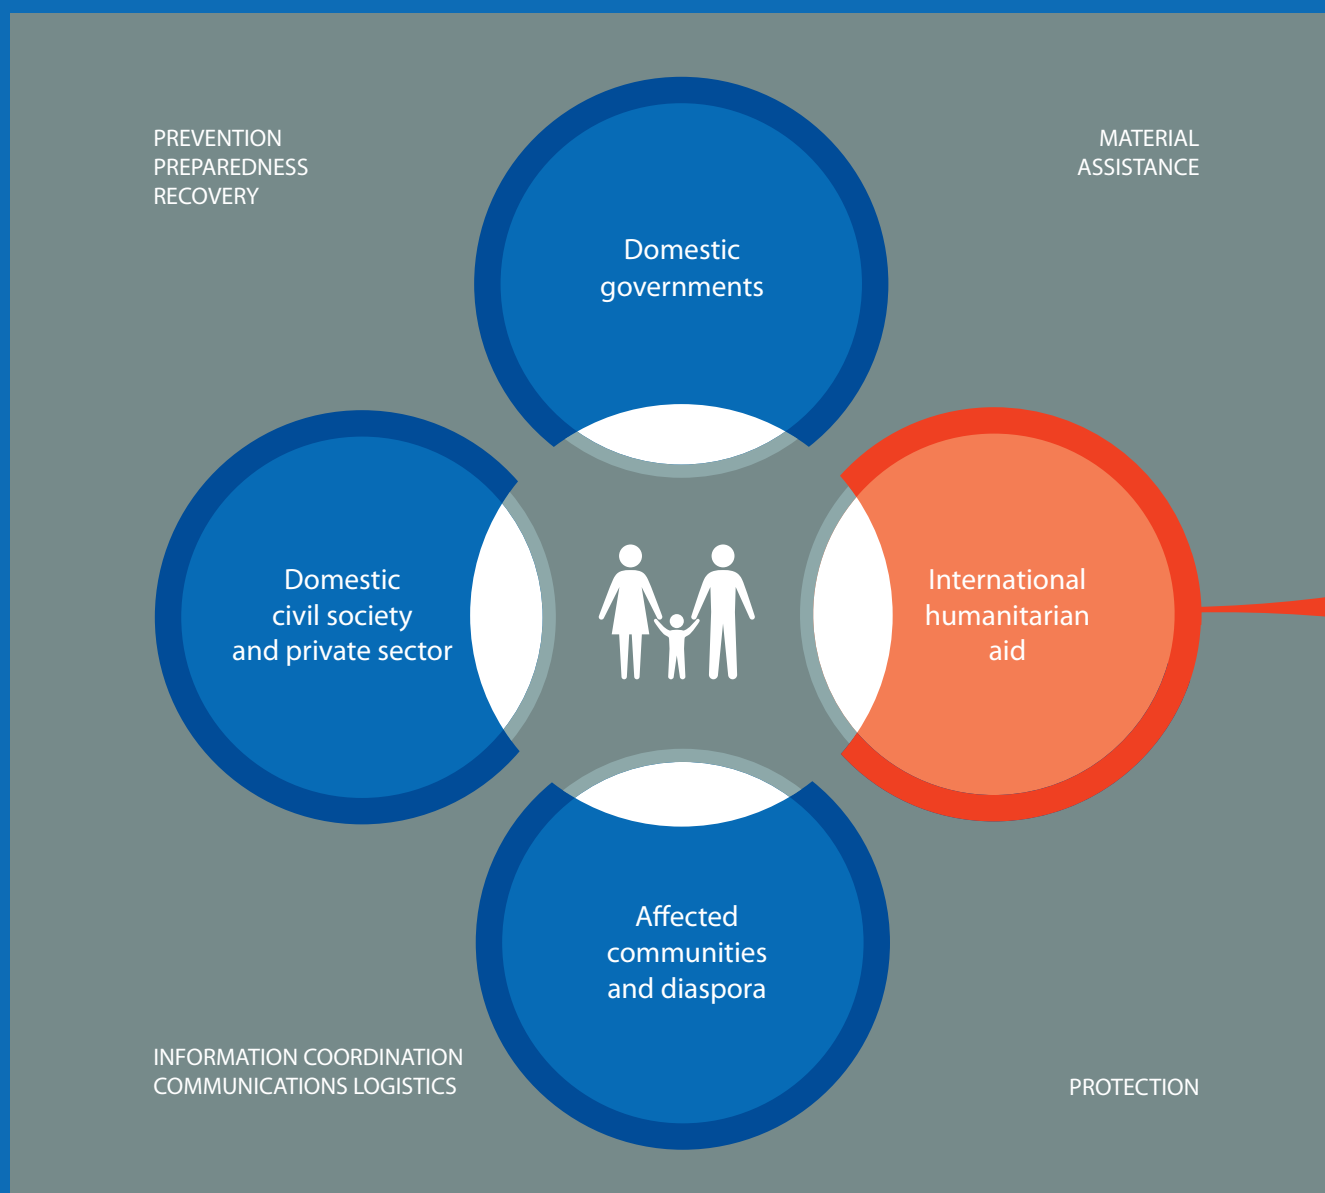 PREVENTION
PREPAREDNESS
RECOVERY
MATERIAL
ASSISTANCE
Domestic
governments
Domestic
civil society
and private sector
International
humanitarian
aid
Affected
communities
and diaspora
INFORMATION COORDINATION
COMMUNICATIONS LOGISTICS
PROTECTION